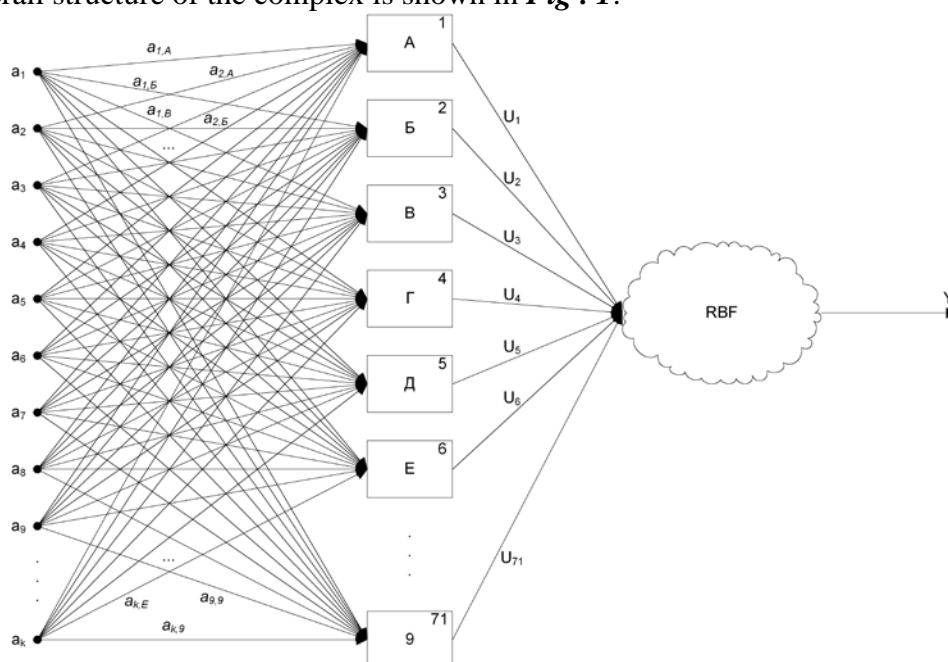 erall structure of the complex is shown in Fig . 1.
1
А
a1,А
a1
a2,А
a1,Б
U1
a1,В
a2,Б
2
Б
a2
...
U2
3
В
a3
U3
a4
4
Г
U4
RBF
Y
a5
U5
5
Д
a6
U6
a7
6
Е
a8
a9
...
U71
ak,Е
a9,9
71
9
ak,9
ak